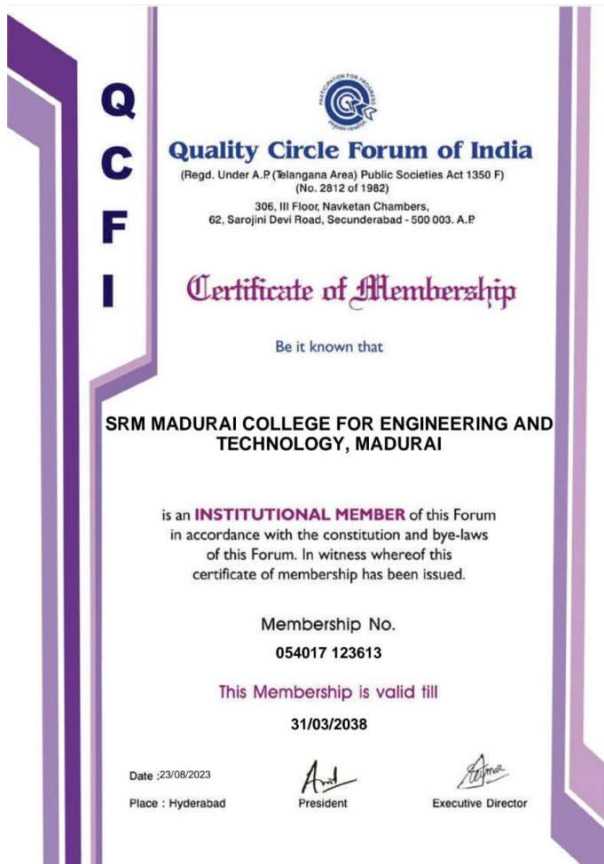 Q
C
F
I
PARTICIPATION FOR PROGRESS
Quality Circle Forum of India
(Regd. Under A.P. (Telangana Area) Public Societies Act 1350 F)
(No. 2812 of 1982)
306, III Floor, Navketan Chambers,
62, Sarojini Devi Road, Secunderabad - 500 003. A.P.
Certificate of Membership
Be it known that
SRM MADURAI COLLEGE FOR ENGINEERING AND
TECHNOLOGY, MADURAI
is an INSTITUTIONAL MEMBER of this Forum
in accordance with the constitution and bye-laws
of this Forum. In witness whereof this
certificate of membership has been issued.
Membership No.
054017 123613
This Membership is valid till
31/03/2038
Date :23/08/2023
Place : Hyderabad
President
Executive Director